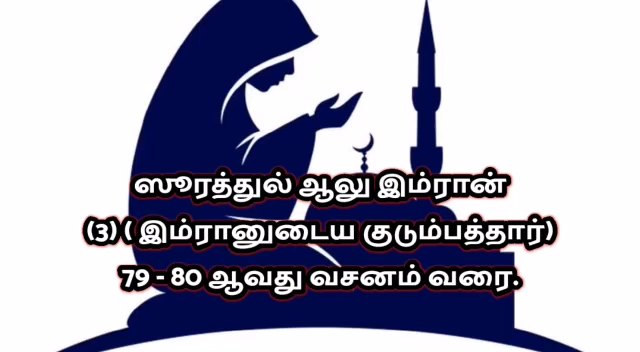 ஸூரத்துல் ஆலு இம்ரான்
(3) ( இம்ரானுடைய குடும்பத்தார்)
79 - 80 ஆவது வசனம் வரை.